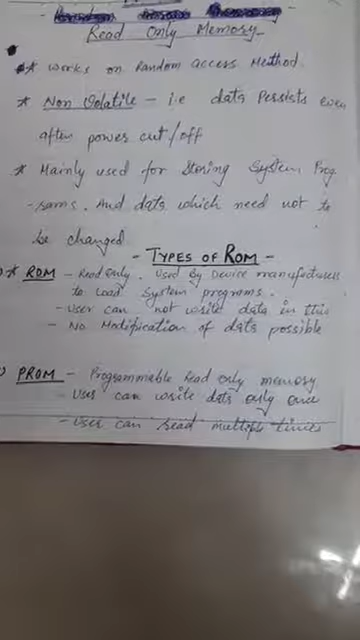 Read Only Memory
* Works on Random access Method.
* Non Volatile - i.e data Persists even
after power cut/off
* Mainly used for Storing System Prog
-rams. And data which need not to
be changed
- TYPES OF ROM -
* ROM - Read Only. Used By Device manufacturers
to Load System programs.
- User can not write data in this
- No Modification of data possible
PROM - Programmable Read only memory
- User can write data only once
- User can read multiple times